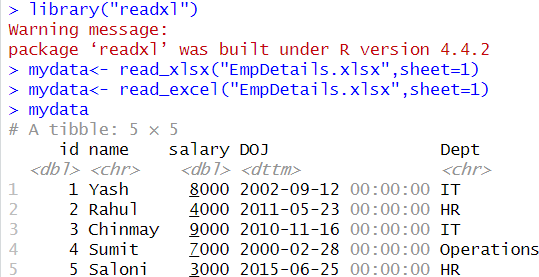 > library("readxl")
Warning message:
package ‘readxl’ was built under R version 4.4.2
> mydata<- read_xlsx("EmpDetails.xlsx",sheet=1)
> mydata<- read_excel("EmpDetails.xlsx",sheet=1)
> mydata
# A tibble: 5 × 5
     id name    salary DOJ                 Dept
  <dbl> <chr>    <dbl> <dttm>              <chr>
1     1 Yash      8000 2002-09-12 00:00:00 IT
2     2 Rahul     4000 2011-05-23 00:00:00 HR
3     3 Chinmay   9000 2010-11-16 00:00:00 IT
4     4 Sumit     7000 2000-02-28 00:00:00 Operations
5     5 Saloni    3000 2015-06-25 00:00:00 HR